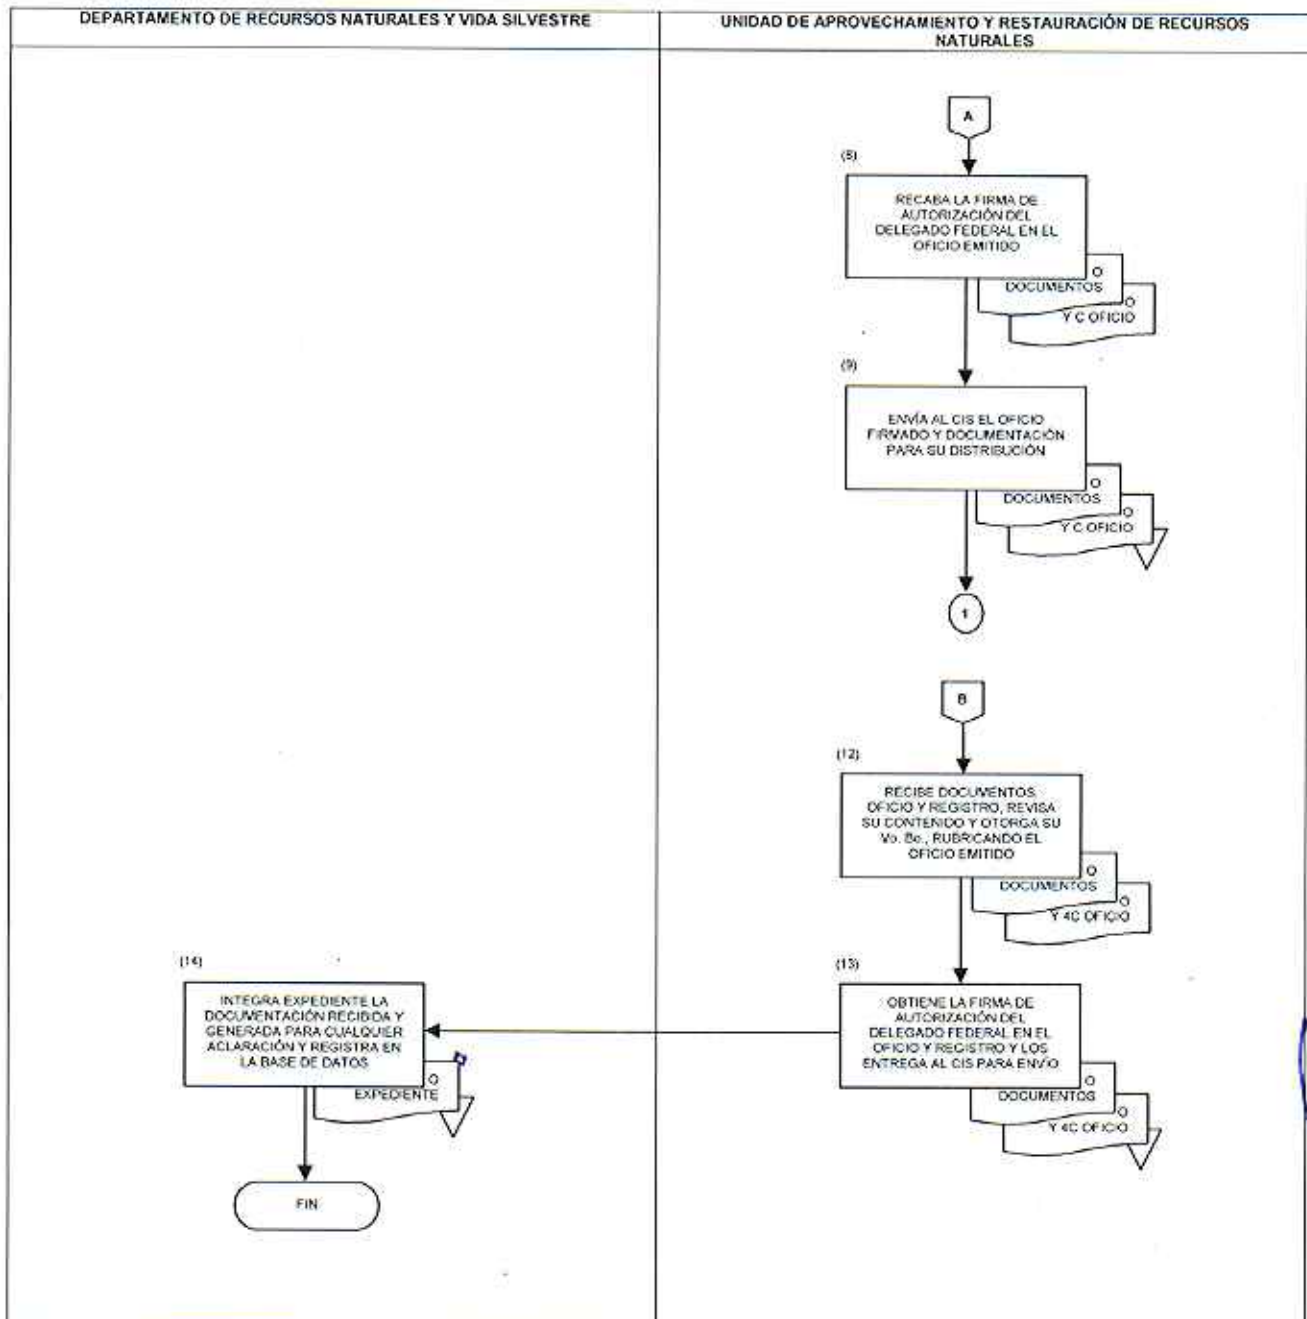 DEPARTAMENTO DE RECURSOS NATURALES Y VIDA SILVESTRE
UNIDAD DE APROVECHAMIENTO Y RESTAURACIÓN DE RECURSOS
NATURALES
A
(8)
RECABA LA FIRMA DE
AUTORIZACIÓN DEL
DELEGADO FEDERAL EN EL
OFICIO EMITIDO
O
DOCUMENTOS
O
Y C OFICIO
(9)
ENVÍA AL CIS EL OFICIO
FIRMADO Y DOCUMENTACIÓN
PARA SU DISTRIBUCIÓN
O
DOCUMENTOS
O
Y C OFICIO
1
B
(12)
RECIBE DOCUMENTOS,
OFICIO Y REGISTRO, REVISA
SU CONTENIDO Y OTORGA SU
Vo. Bo., RUBRICANDO EL
OFICIO EMITIDO
O
DOCUMENTOS
O
Y 4C OFICIO
(13)
OBTIENE LA FIRMA DE
AUTORIZACIÓN DEL
DELEGADO FEDERAL EN EL
OFICIO Y REGISTRO Y LOS
ENTREGA AL CIS PARA ENVÍO
O
DOCUMENTOS
O
Y 4C OFICIO
(14)
INTEGRA EXPEDIENTE LA
DOCUMENTACIÓN RECIBIDA Y
GENERADA PARA CUALQUIER
ACLARACIÓN Y REGISTRA EN
LA BASE DE DATOS
O
EXPEDIENTE
FIN